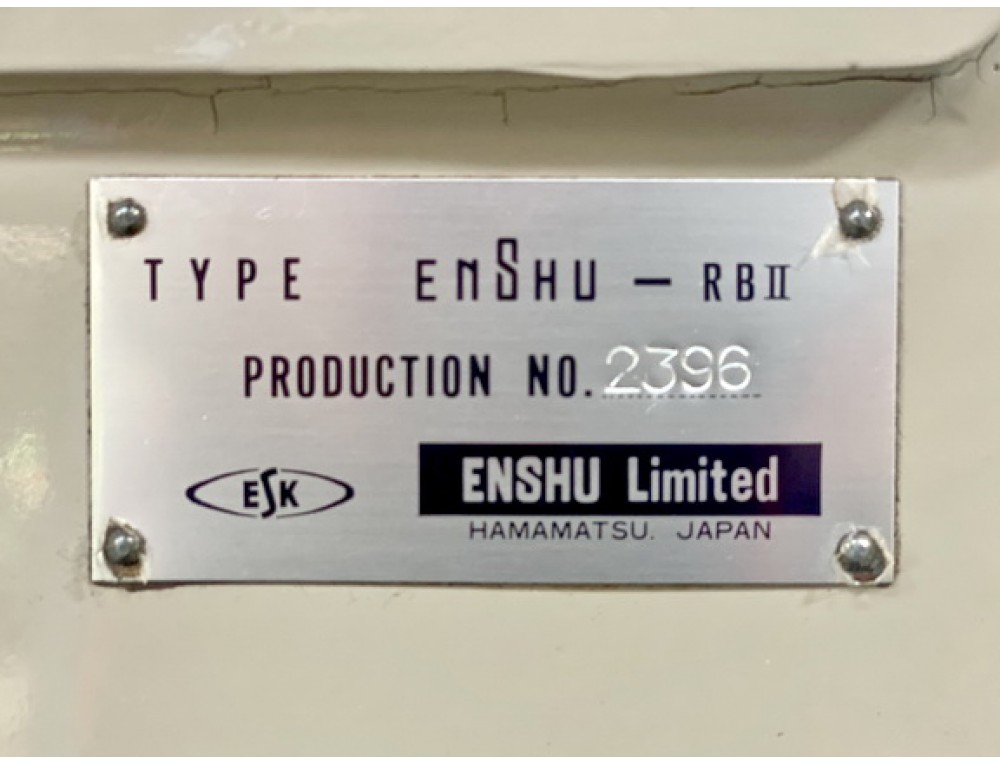 TYPE ENSHU — RBII
PRODUCTION NO. 2396
ESK
ENSHU Limited
HAMAMATSU. JAPAN